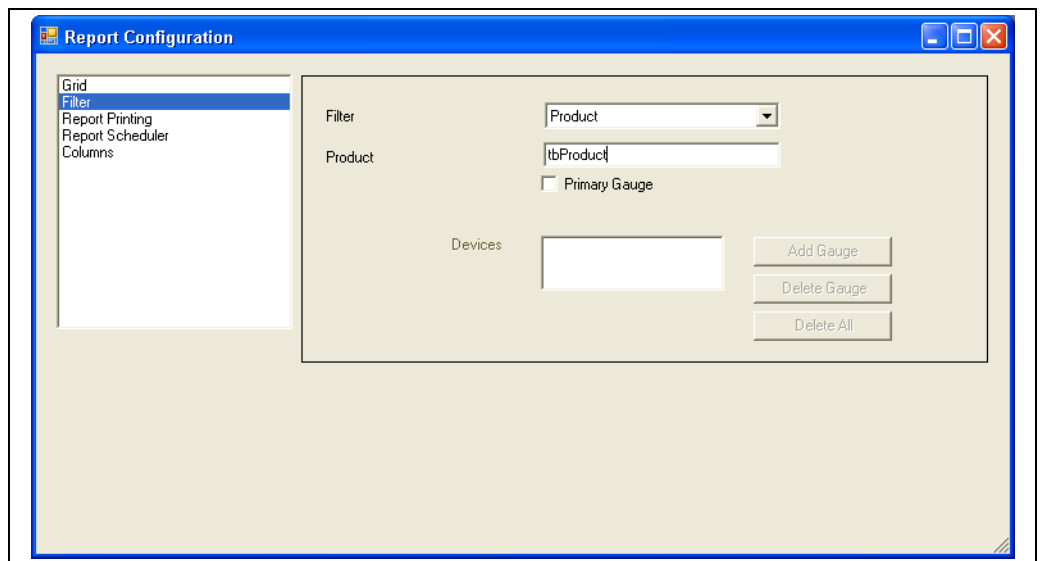 Report Configuration
Grid
Filter
Report Printing
Report Scheduler
Columns
Filter
Product
Product
tbProduct
Primary Gauge
Devices
Add Gauge
Delete Gauge
Delete All